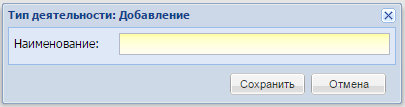 Тип деятельности: Добавление
Наименование:
Сохранить Отмена